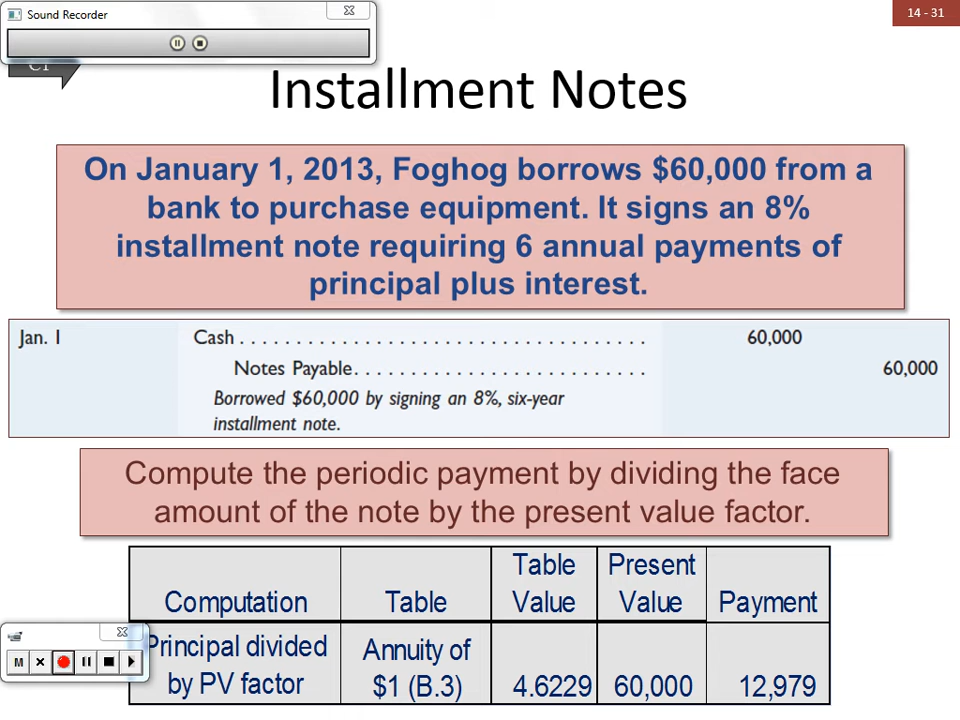 Sound Recorder
14 - 31
C1
Installment Notes
On January 1, 2013, Foghog borrows $60,000 from a
bank to purchase equipment. It signs an 8%
installment note requiring 6 annual payments of
principal plus interest.
Jan. 1 Cash . . . . . . . . . . . . . . . . . . . . . . . . . . . . . . . . . . . . . 60,000
Notes Payable. . . . . . . . . . . . . . . . . . . . . . . . . . 60,000
Borrowed $60,000 by signing an 8%, six-year
installment note.
Compute the periodic payment by dividing the face
amount of the note by the present value factor.
Table Present
Computation Table Value Value Payment
Principal divided Annuity of
by PV factor $1 (B.3) 4.6229 60,000 12,979
M